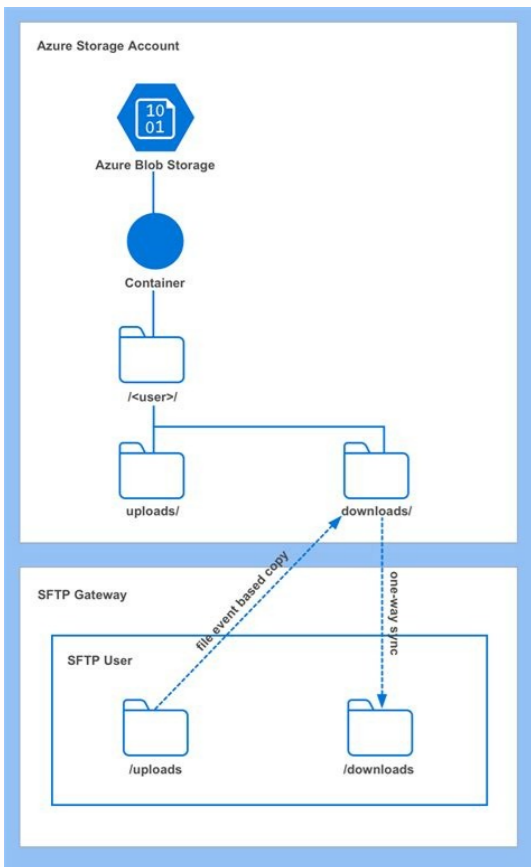 Azure Storage Account
10
01
Azure Blob Storage
Container
/<user>/
uploads/
downloads/
file event based copy
one-way sync
SFTP Gateway
SFTP User
/uploads
/downloads